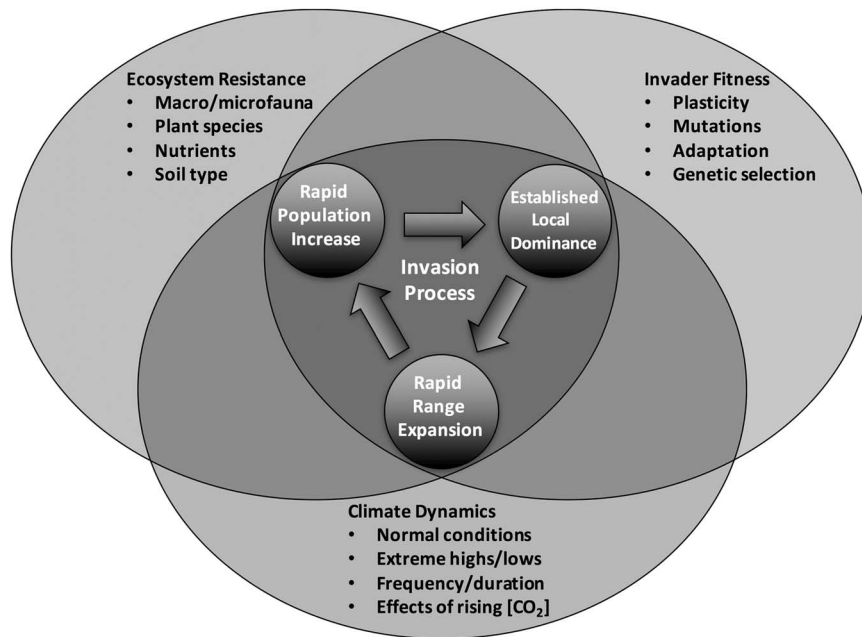 Ecosystem Resistance
• Macro/microfauna
• Plant species
• Nutrients
• Soil type
Invader Fitness
• Plasticity
• Mutations
• Adaptation
• Genetic selection
Rapid
Population
Increase
Established
Local
Dominance
Invasion
Process
Rapid
Range
Expansion
Climate Dynamics
• Normal conditions
• Extreme highs/lows
• Frequency/duration
• Effects of rising [CO₂]